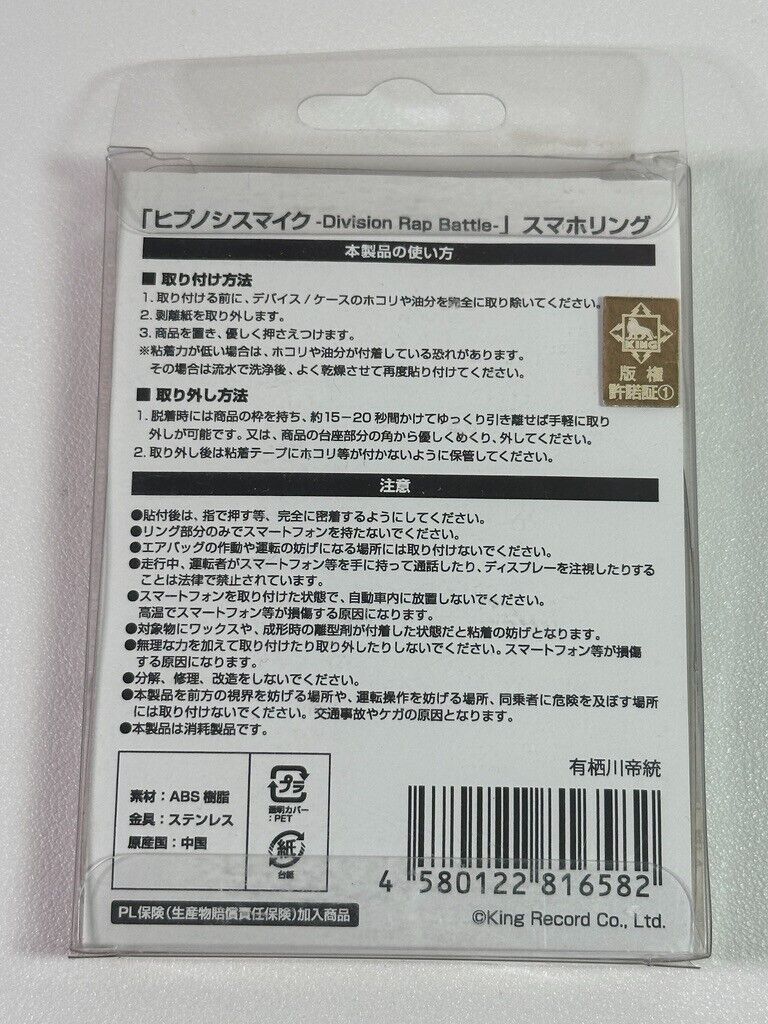 「ヒプノシスマイク -Division Rap Battle-」 スマホリング
本製品の使い方
■ 取り付け方法
1. 取り付ける前に、デバイス / ケースのホコリや油分を完全に取り除いてください。
2. 剥離紙を取り外します。
3. 商品を置き、優しく押さえつけます。
※粘着力が低い場合は、ホコリや油分が付着している恐れがあります。
その場合は流水で洗浄後、よく乾燥させて再度貼り付けてください。
KING
版権
許諾証①
■ 取り外し方法
1. 脱着時には商品の枠を持ち、約15－20 秒間かけてゆっくり引き離せば手軽に取り
外しが可能です。又は、商品の台座部分の角から優しくめくり、外してください。
2. 取り外し後は粘着テープにホコリ等が付かないように保管してください。
注意
●貼付後は、指で押す等、完全に密着するようにしてください。
●リング部分のみでスマートフォンを持たないでください。
●エアバッグの作動や運転の妨げになる場所には取り付けないでください。
●走行中、運転者がスマートフォン等を手に持って通話したり、ディスプレーを注視したりする
ことは法律で禁止されています。
●スマートフォンを取り付けた状態で、自動車内に放置しないでください。
高温でスマートフォン等が損傷する原因になります。
●対象物にワックスや、成形時の離型剤が付着した状態だと粘着の妨げとなります。
●無理な力を加えて取り付けたり取り外したりしないでください。スマートフォン等が損傷
する原因になります。
●分解、修理、改造をしないでください。
●本製品を前方の視界を妨げる場所や、運転操作を妨げる場所、同乗者に危険を及ぼす場所
には取り付けないでください。交通事故やケガの原因となります。
●本製品は消耗製品です。
素材：ABS 樹脂
金具：ステンレス
原産国：中国
プラ
透明カバー
：PET
紙
台紙
有栖川帝統
4 580122 816582
PL保険（生産物賠償責任保険）加入商品
©King Record Co., Ltd.